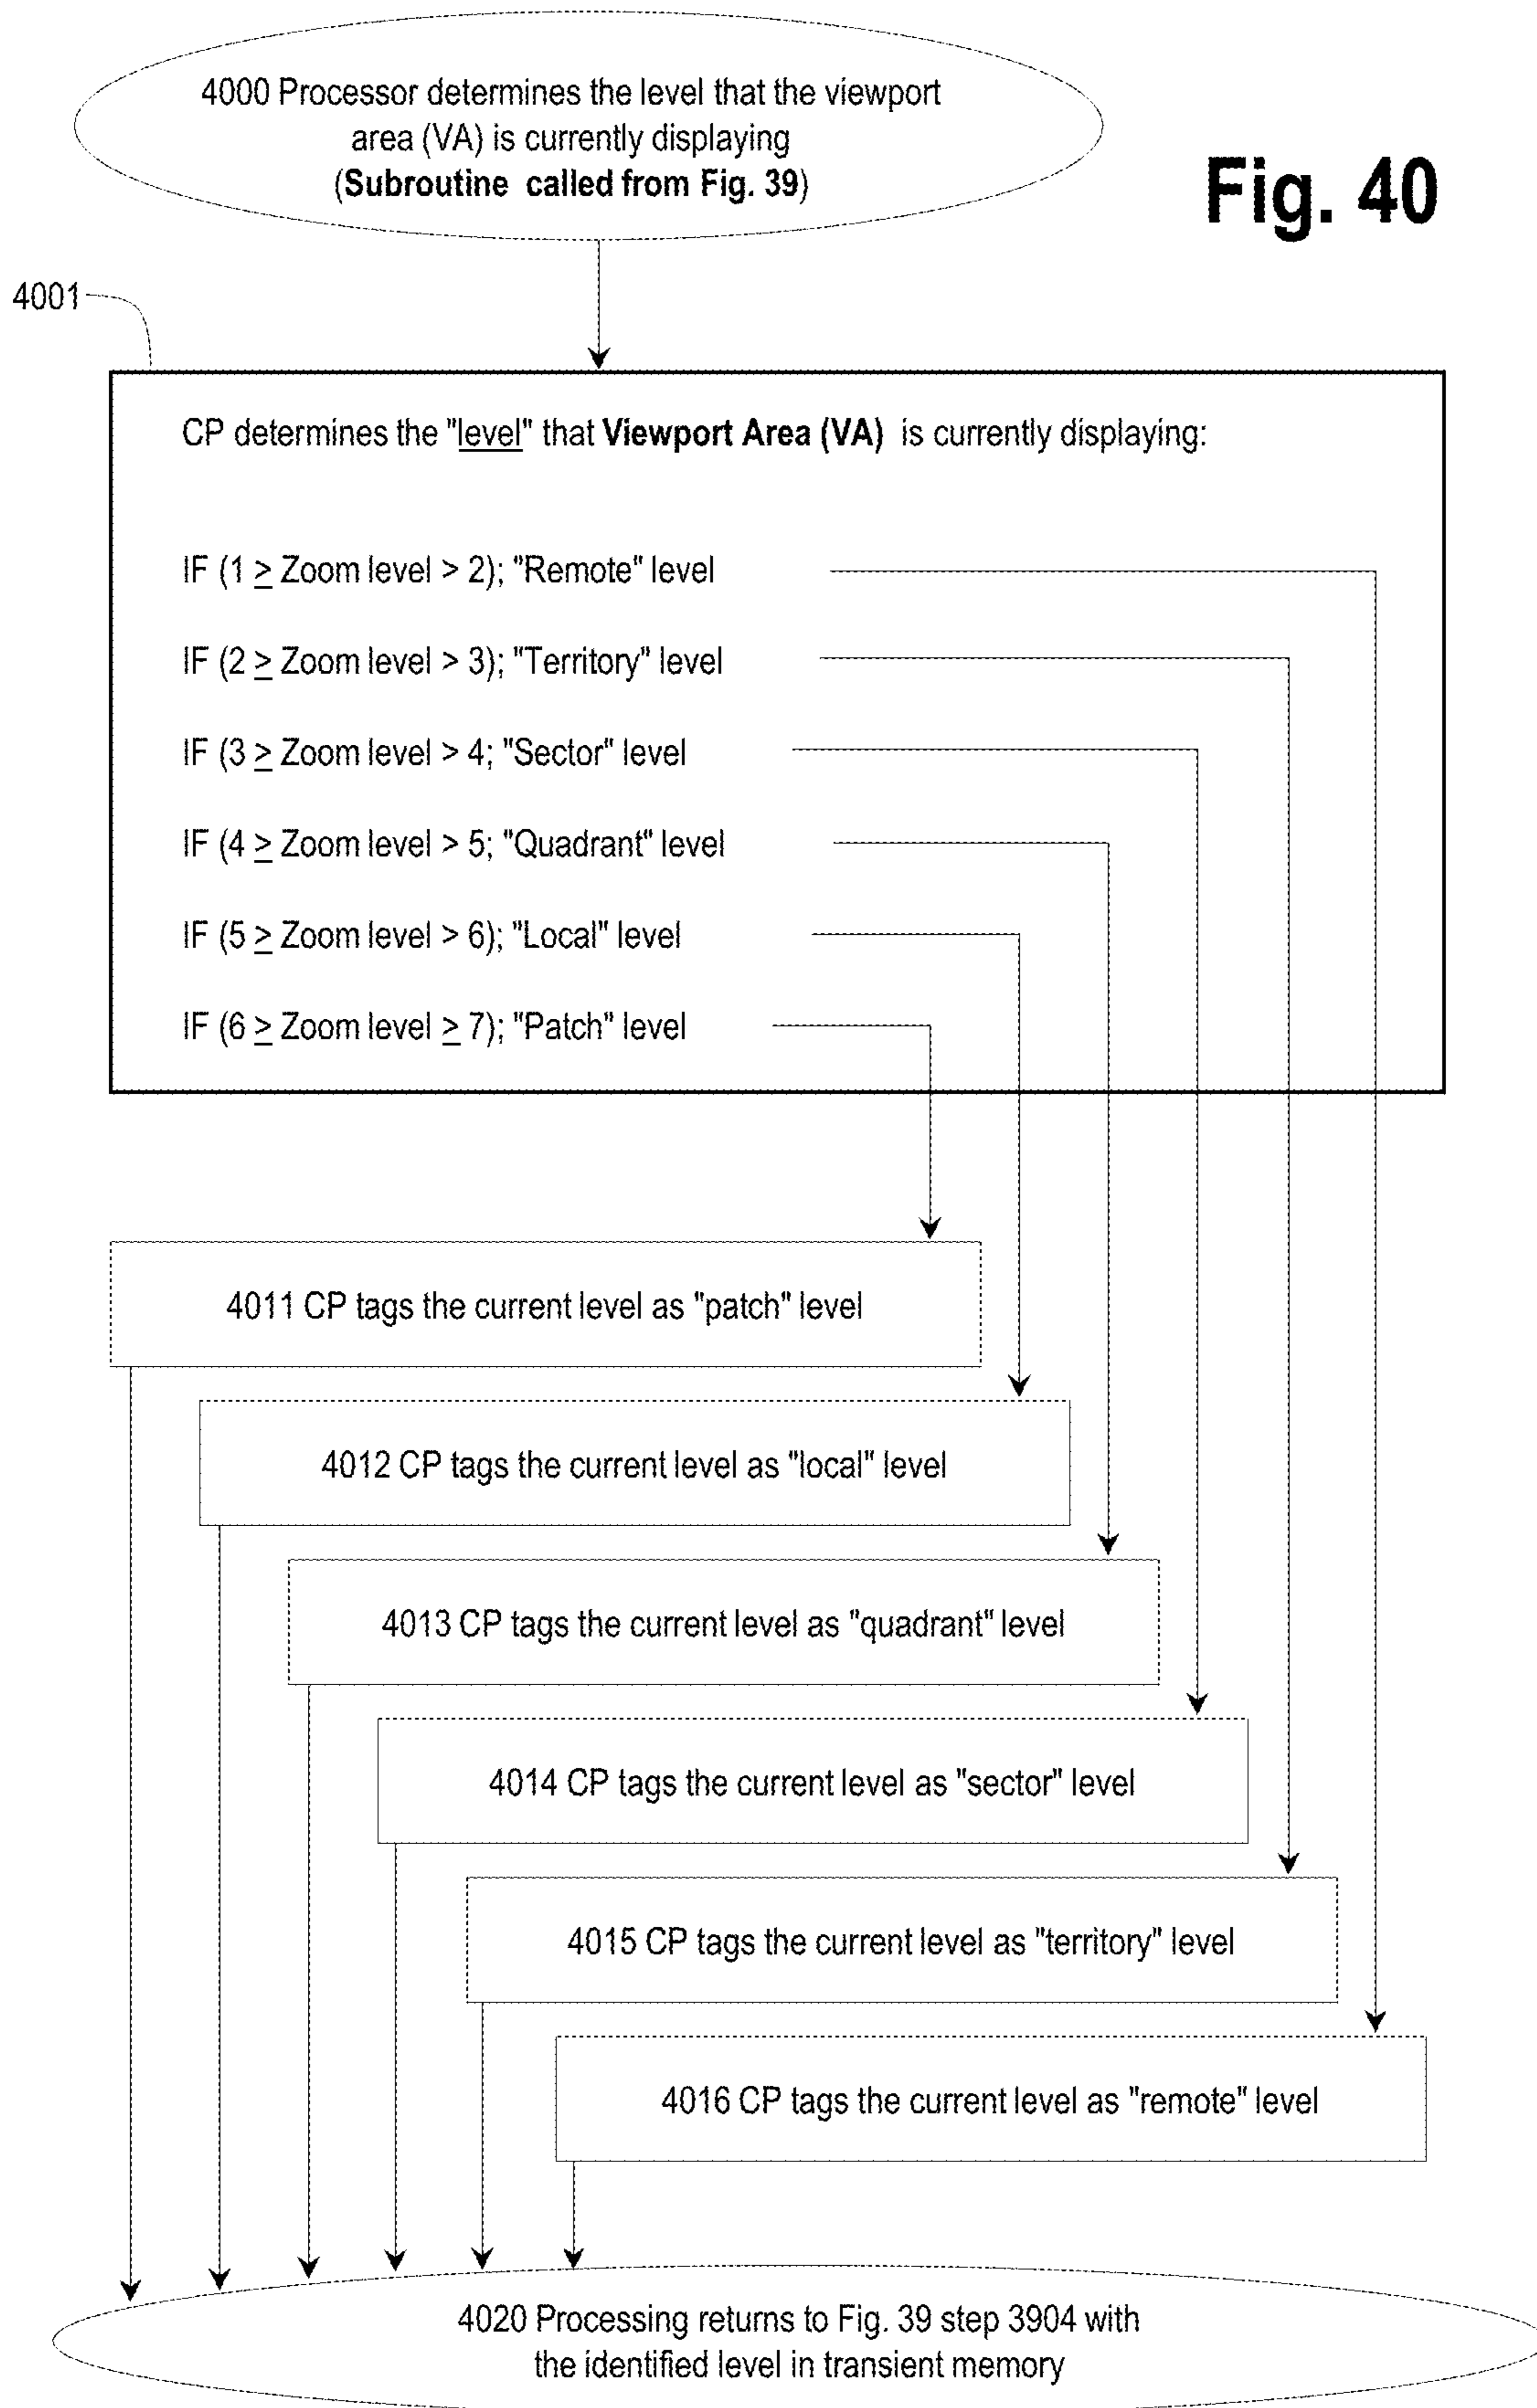 4000 Processor determines the level that the viewport
area (VA) is currently displaying
(Subroutine called from Fig. 39)
Fig. 40
4001
CP determines the "level" that Viewport Area (VA) is currently displaying:
IF (1 ≥ Zoom level > 2); "Remote" level
IF (2 ≥ Zoom level > 3); "Territory" level
IF (3 ≥ Zoom level > 4; "Sector" level
IF (4 ≥ Zoom level > 5; "Quadrant" level
IF (5 ≥ Zoom level > 6); "Local" level
IF (6 ≥ Zoom level ≥ 7); "Patch" level
4011 CP tags the current level as "patch" level
4012 CP tags the current level as "local" level
4013 CP tags the current level as "quadrant" level
4014 CP tags the current level as "sector" level
4015 CP tags the current level as "territory" level
4016 CP tags the current level as "remote" level
4020 Processing returns to Fig. 39 step 3904 with
the identified level in transient memory